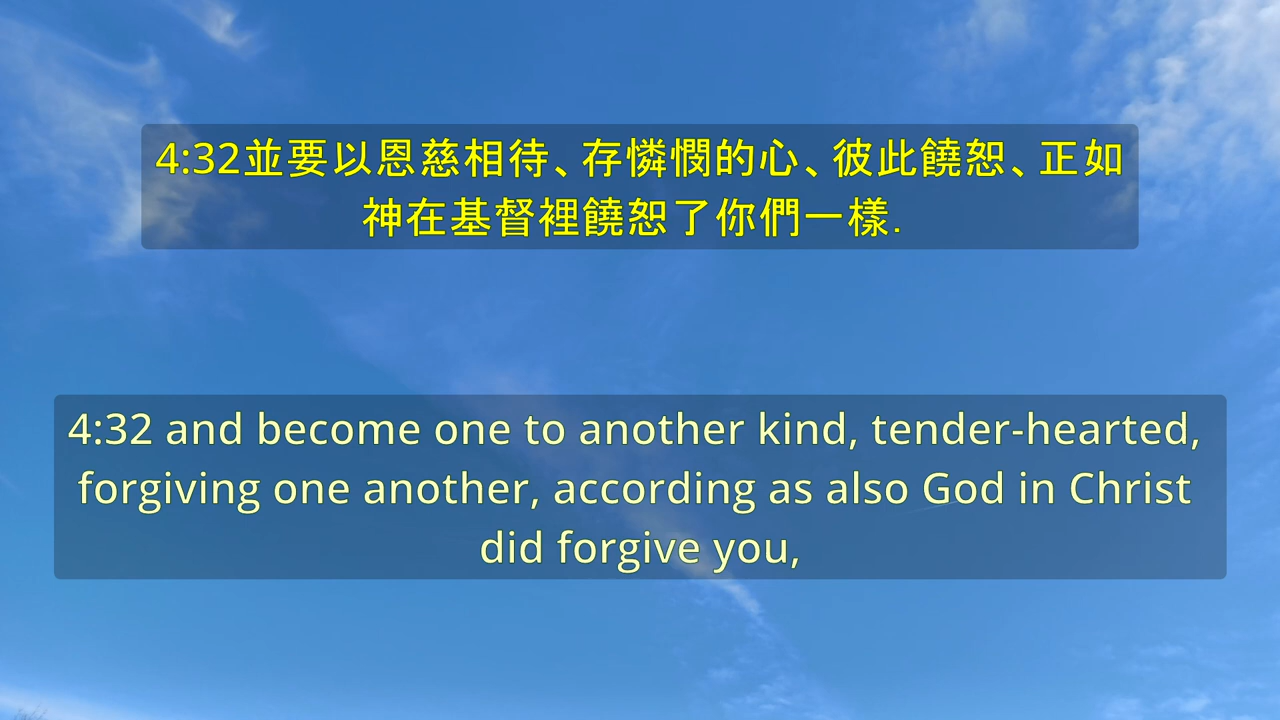 4:32並要以恩慈相待、存憐憫的心、彼此饒恕、正如
神在基督裡饒恕了你們一樣.
4:32 and become one to another kind, tender-hearted,
forgiving one another, according as also God in Christ
did forgive you,